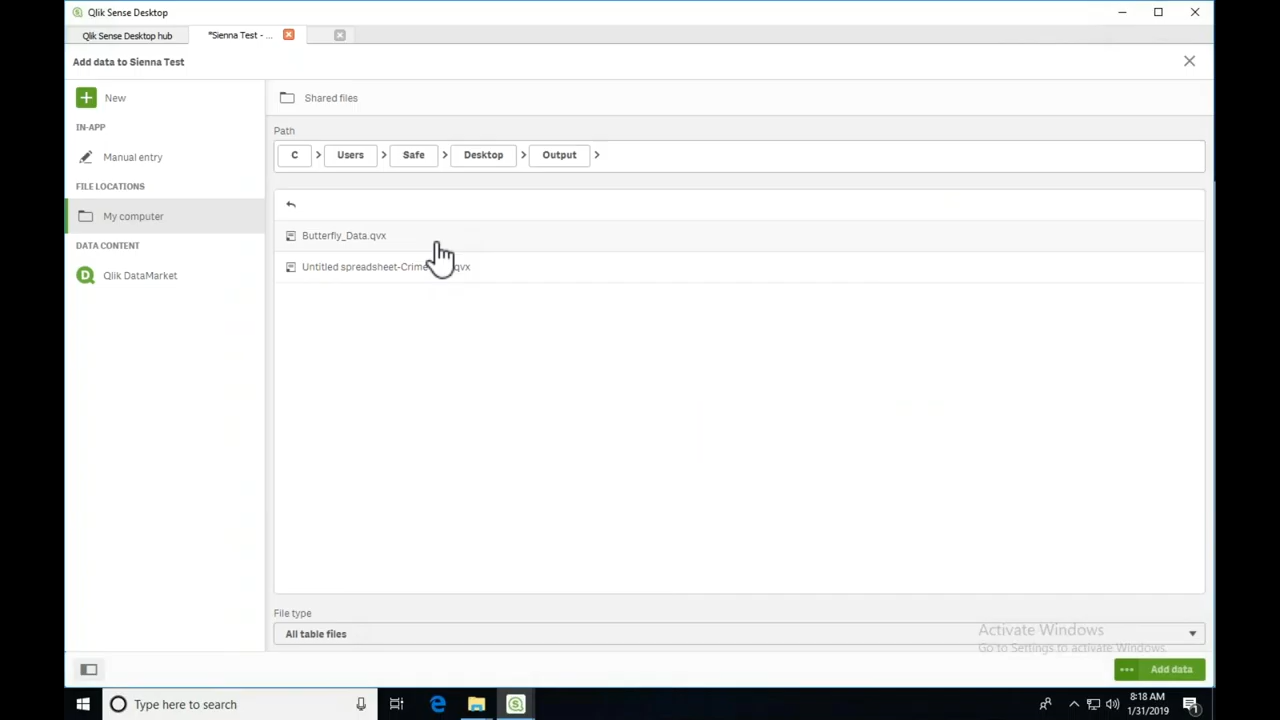 Qlik Sense Desktop
Qlik Sense Desktop hub
*Sienna Test - ...
Add data to Sienna Test
New
IN-APP
Manual entry
FILE LOCATIONS
My computer
DATA CONTENT
Qlik DataMarket
Shared files
Path
C > Users > Safe > Desktop > Output >
Butterfly_Data.qvx
Untitled spreadsheet-Crime qvx
File type
All table files
Activate Windows
Go to Settings to activate Windows.
Add data
Type here to search
8:18 AM
1/31/2019
1